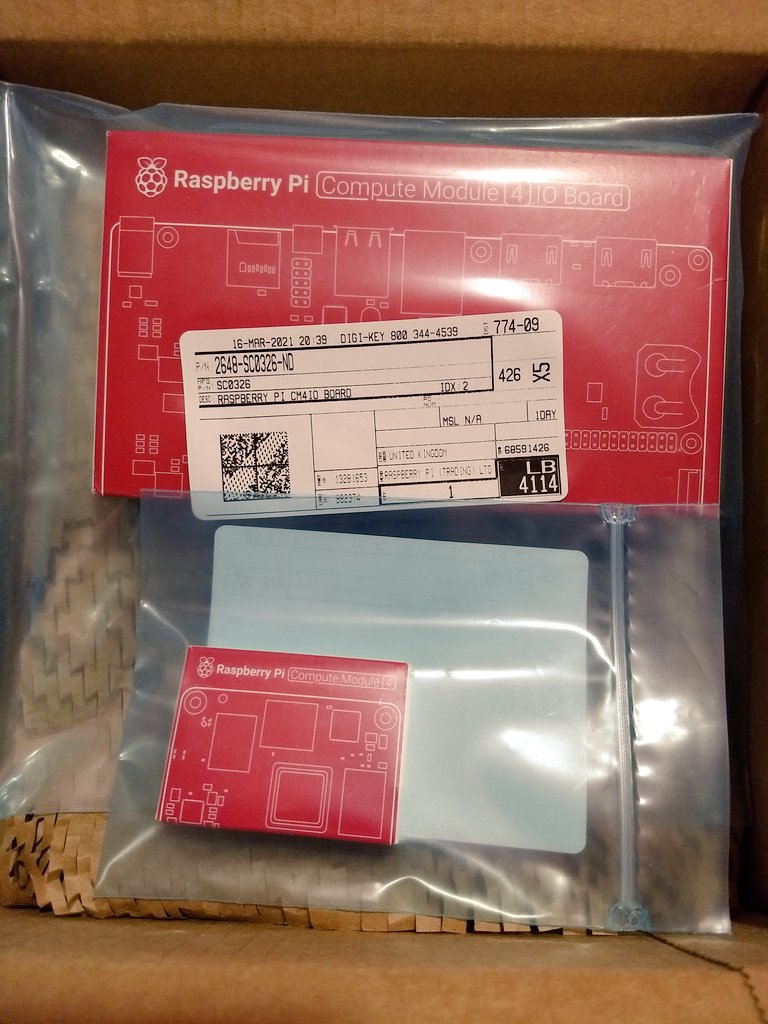 Raspberry Pi Compute Module 4 IO Board
16-MAR-2021 20:39 DIGI-KEY 800 344-4539
774-09
P/N 2648-SC0326-ND
MFG P/N: SC0326
DESC: RASPBERRY PI CM4IO BOARD
IDX: 2
426 X5
MSL N/A
1DAY
UNITED KINGDOM
68591426
13281653
RASPBERRY PI (TRADING) LTD
LB
4114
982374
1
Raspberry Pi Compute Module 4